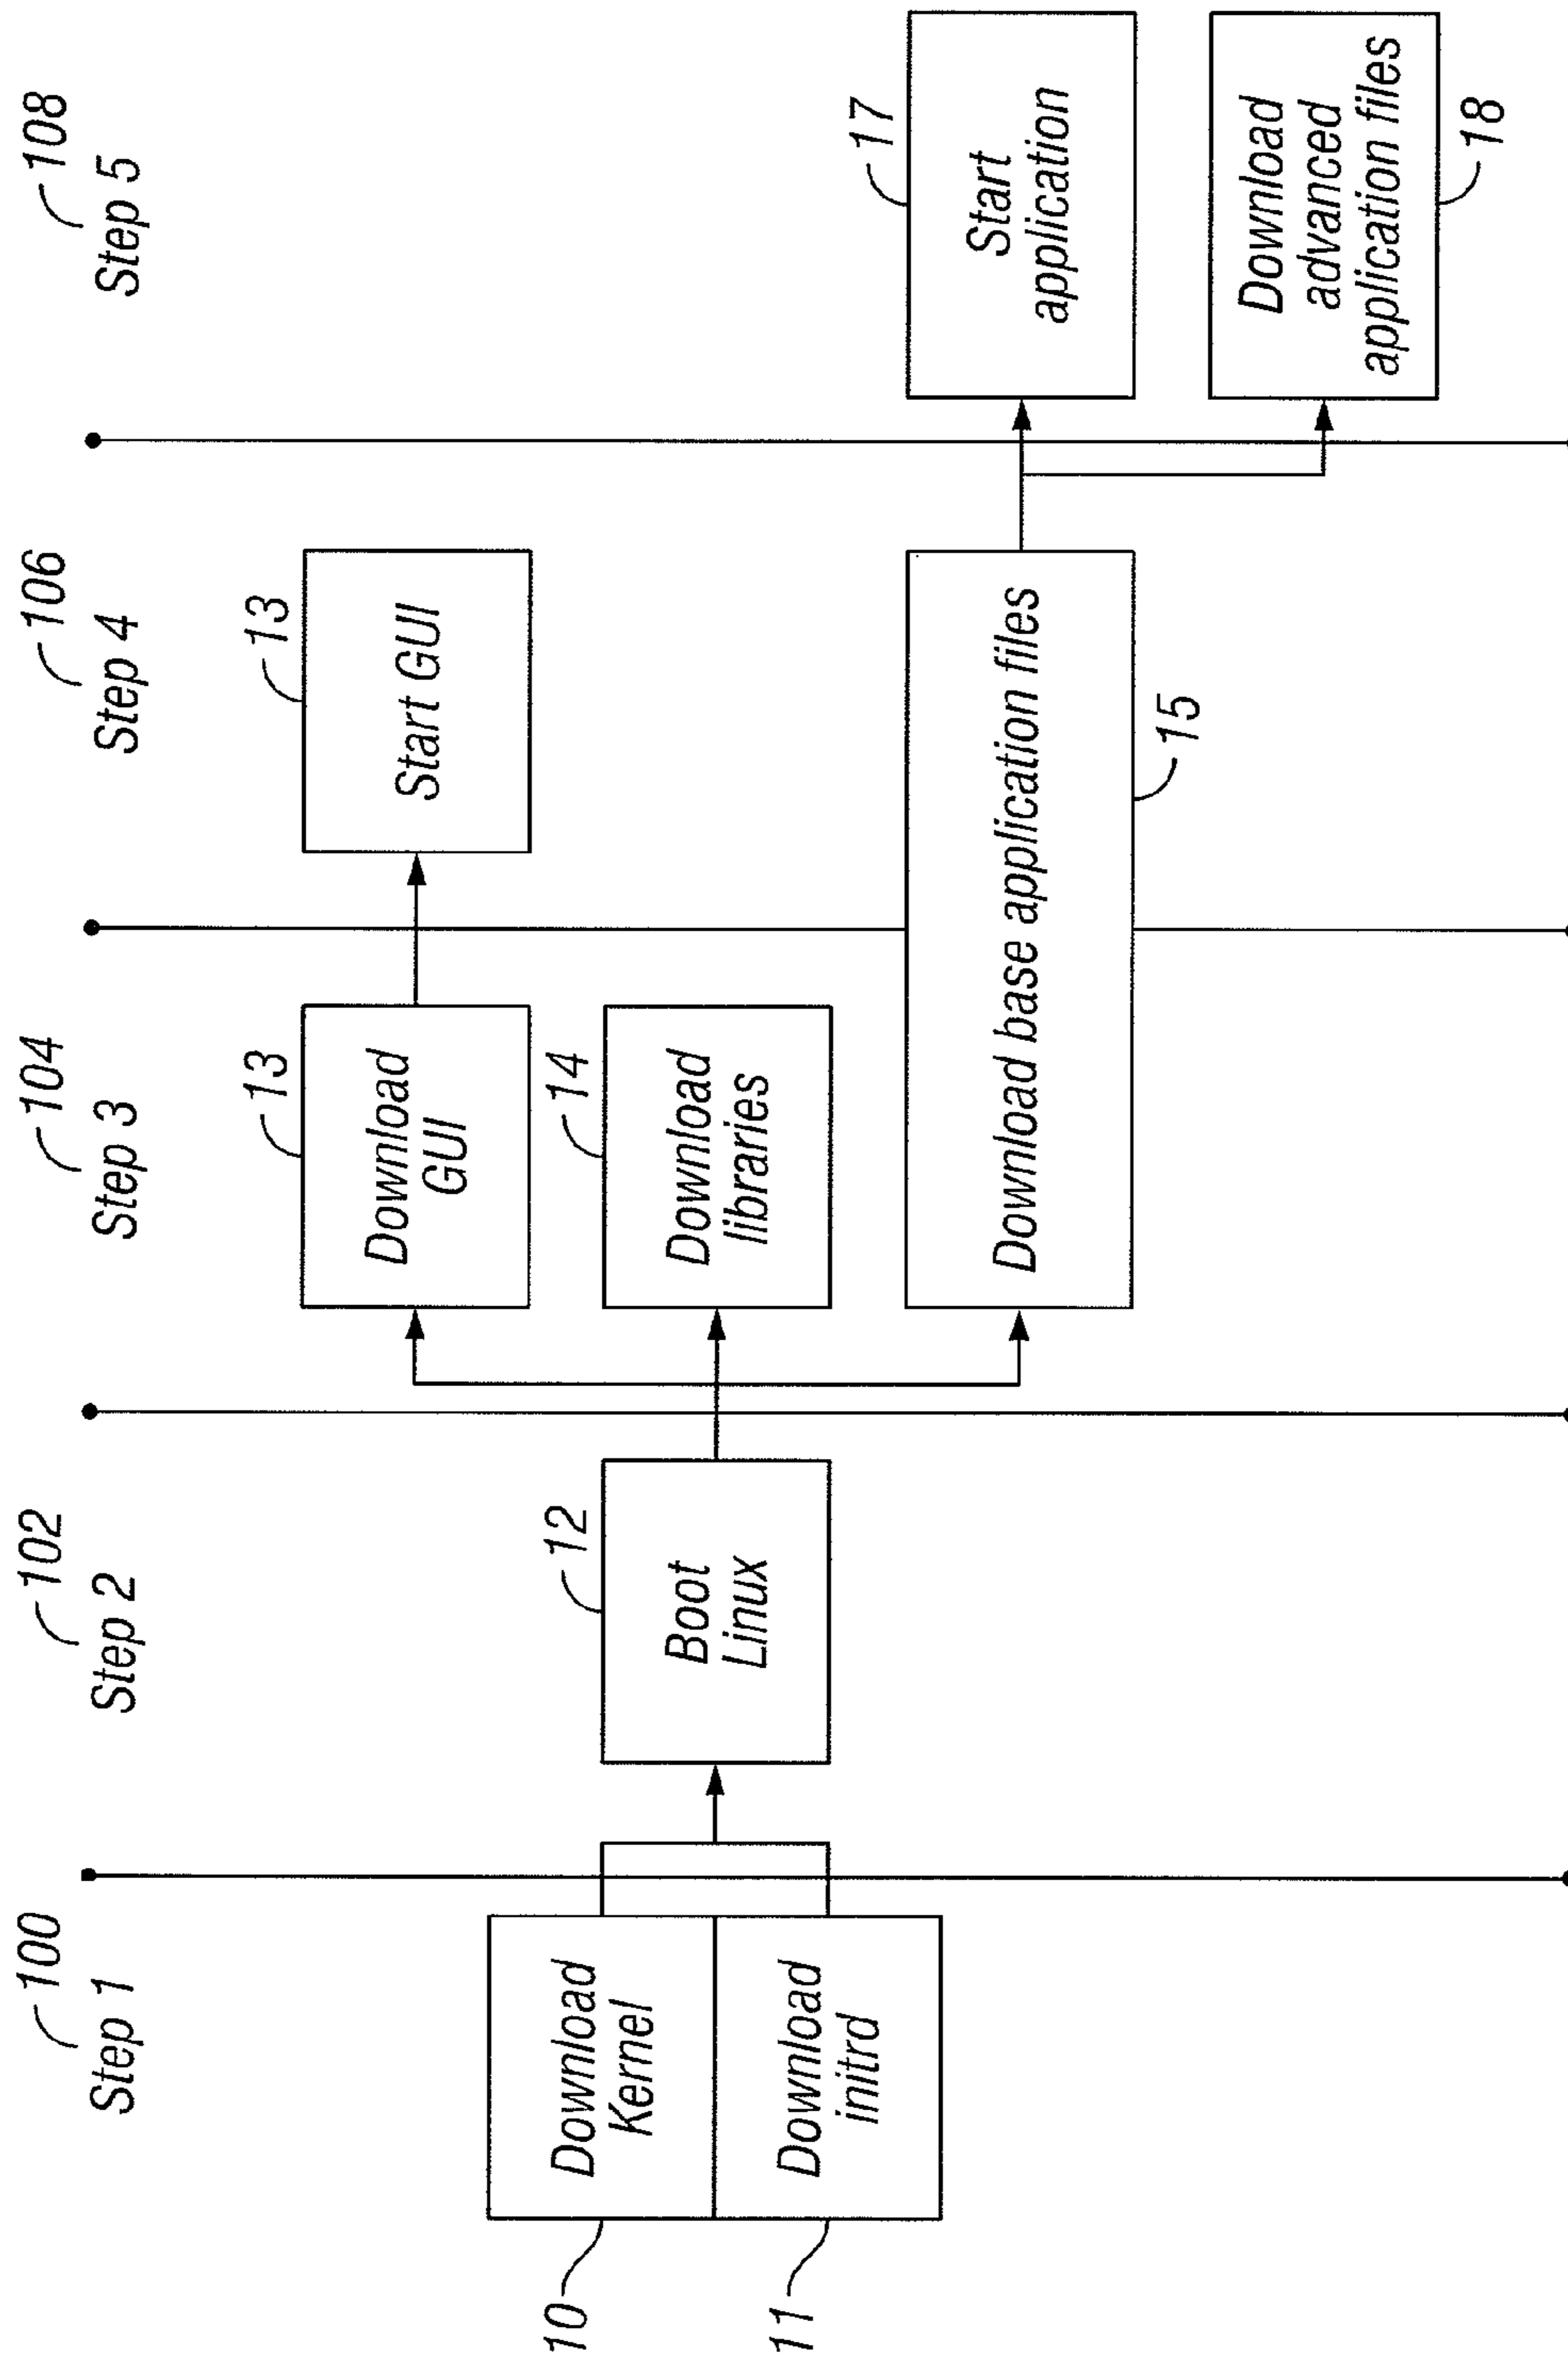 100
Step 1
102
Step 2
104
Step 3
106
Step 4
108
Step 5
10
Download
Kernel
11
Download
initrd
12
Boot
Linux
13
Download
GUI
14
Download
libraries
13
Start GUI
Download base application files
15
17
Start
application
Download
advanced
application files
18